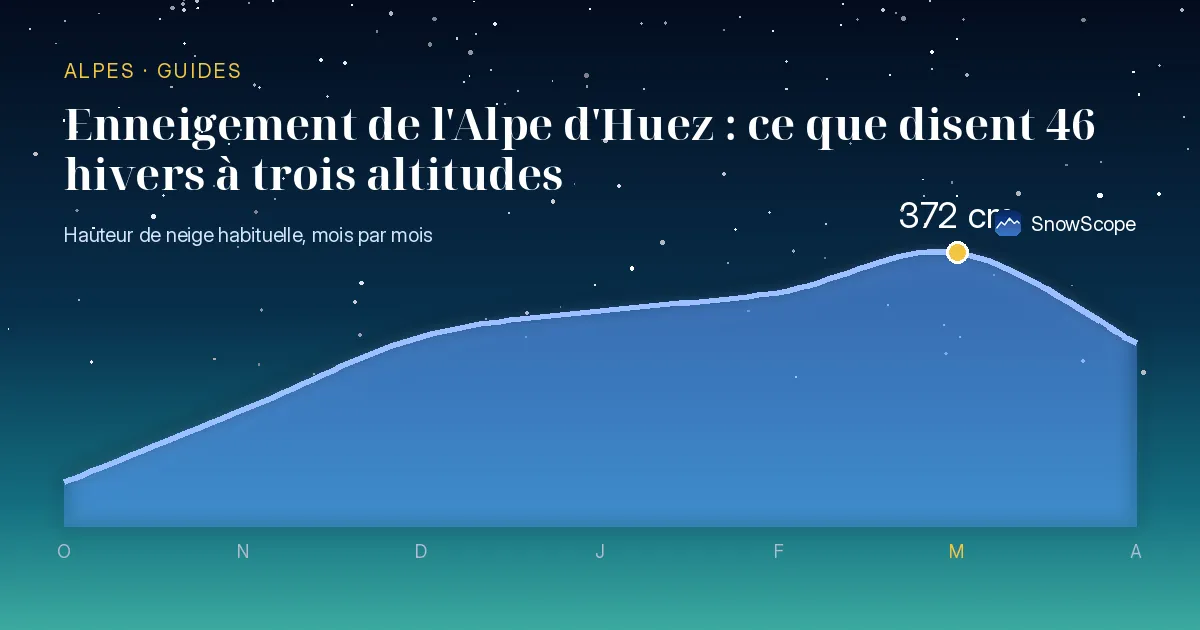 ALPES · GUIDES
Enneigement de l'Alpe d'Huez : ce que disent 46
hivers à trois altitudes
Hauteur de neige habituelle, mois par mois
372
SnowScope
O N D J F M A